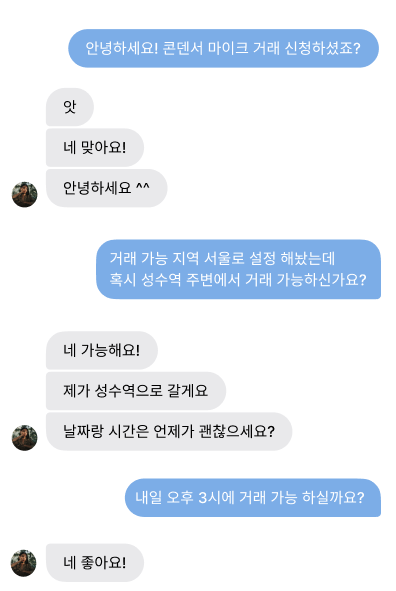 안녕하세요! 콘덴서 마이크 거래 신청하셨죠?
앗
네 맞아요!
안녕하세요 ^^
거래 가능 지역 서울로 설정 해놨는데
혹시 성수역 주변에서 거래 가능하신가요?
네 가능해요!
제가 성수역으로 갈게요
날짜랑 시간은 언제가 괜찮으세요?
내일 오후 3시에 거래 가능 하실까요?
네 좋아요!